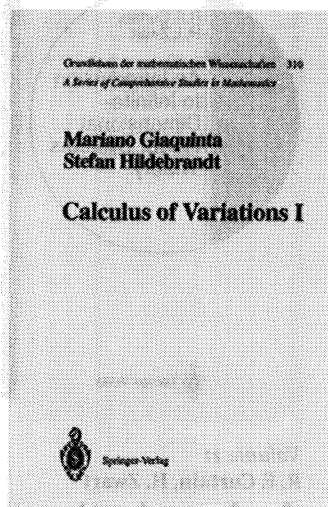 Grundlehren der mathematischen Wissenschaften 310
A Series of Comprehensive Studies in Mathematics
Mariano Giaquinta
Stefan Hildebrandt
Calculus of Variations I
Springer-Verlag